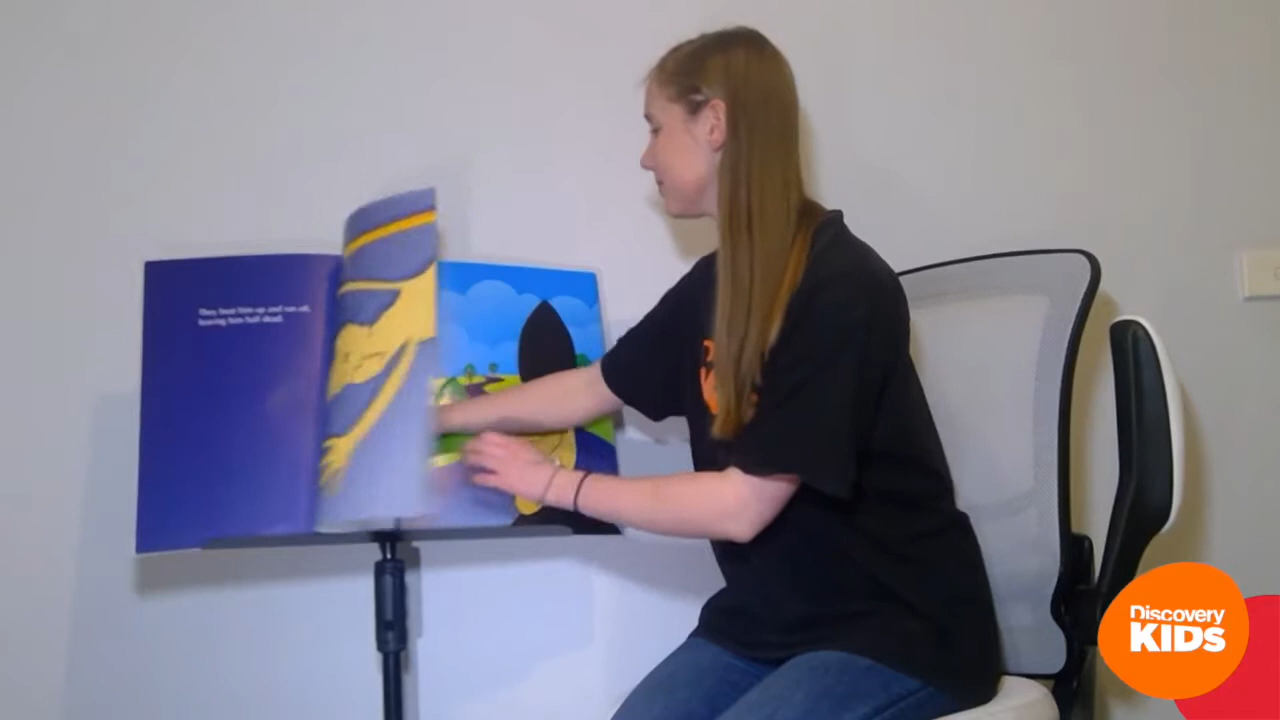 They beat him up and ran off,
leaving him half dead.
Discovery
KIDS